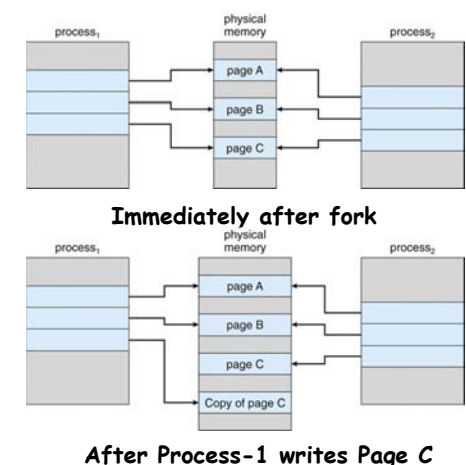 physical
process₁ memory process₂
page A
page B
page C
Immediately after fork
physical
process₁ memory process₂
page A
page B
page C
Copy of page C
After Process-1 writes Page C